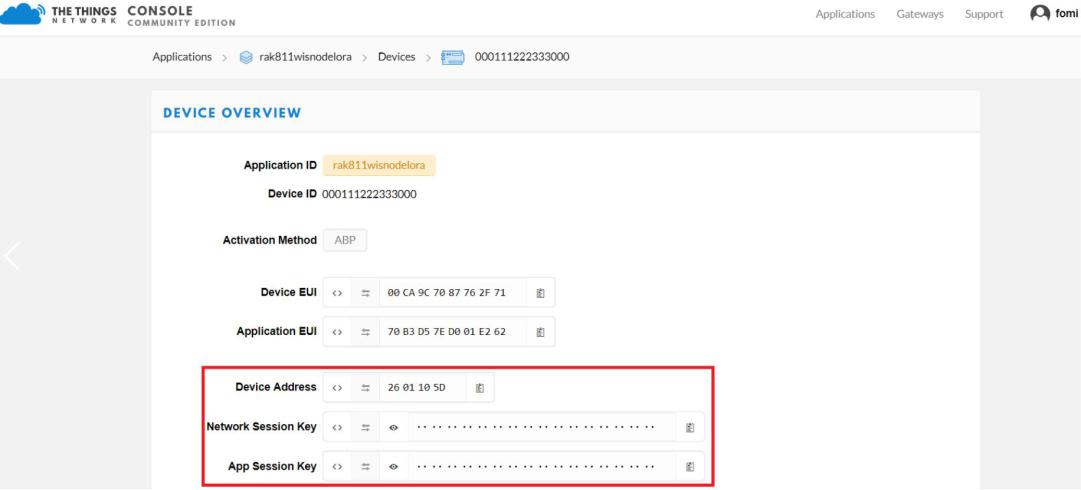 THE THINGS CONSOLE
NETWORK COMMUNITY EDITION
Applications Gateways Support fomi
Applications > rak811wisnodelora > Devices > 000111222333000
DEVICE OVERVIEW
Application ID rak811wisnodelora
Device ID 000111222333000
Activation Method ABP
Device EUI <> 00 CA 9C 70 87 76 2F 71
Application EUI <> 70 B3 D5 7E D0 01 E2 62
Device Address <> 26 01 10 5D
Network Session Key <>
App Session Key <>